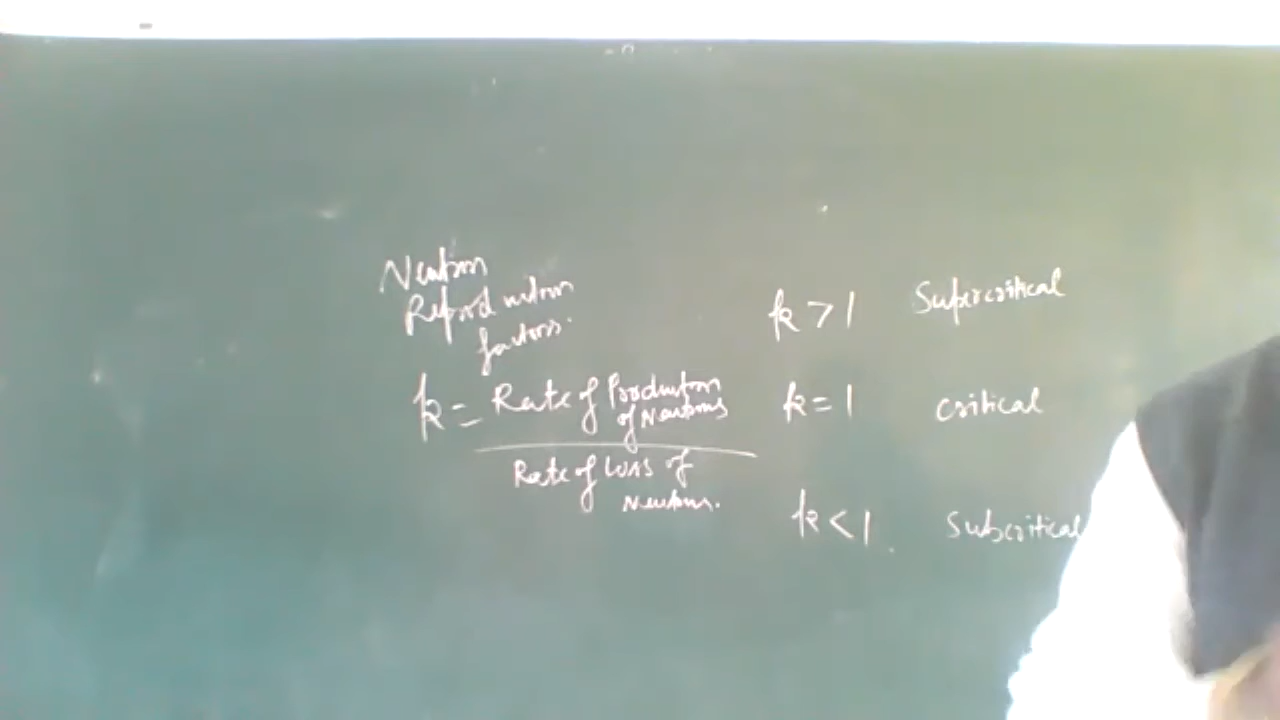 Neutron
Reproduction
factors.
k = Rate of Production
of Neutrons
Rate of Loss of
Neutrons.
k > 1 Supercritical
k = 1 critical
k < 1. Subcritical